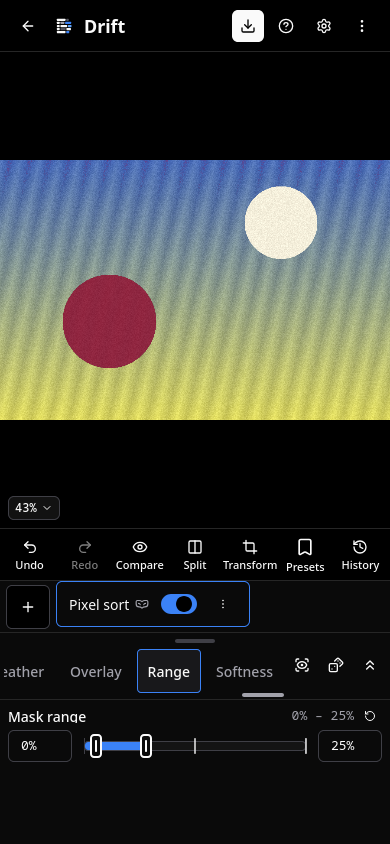 Drift
43%
Undo
Redo
Compare
Split
Transform
Presets
History
+
Pixel sort
eather
Overlay
Range
Softness
Mask range
0% – 25%
0%
25%